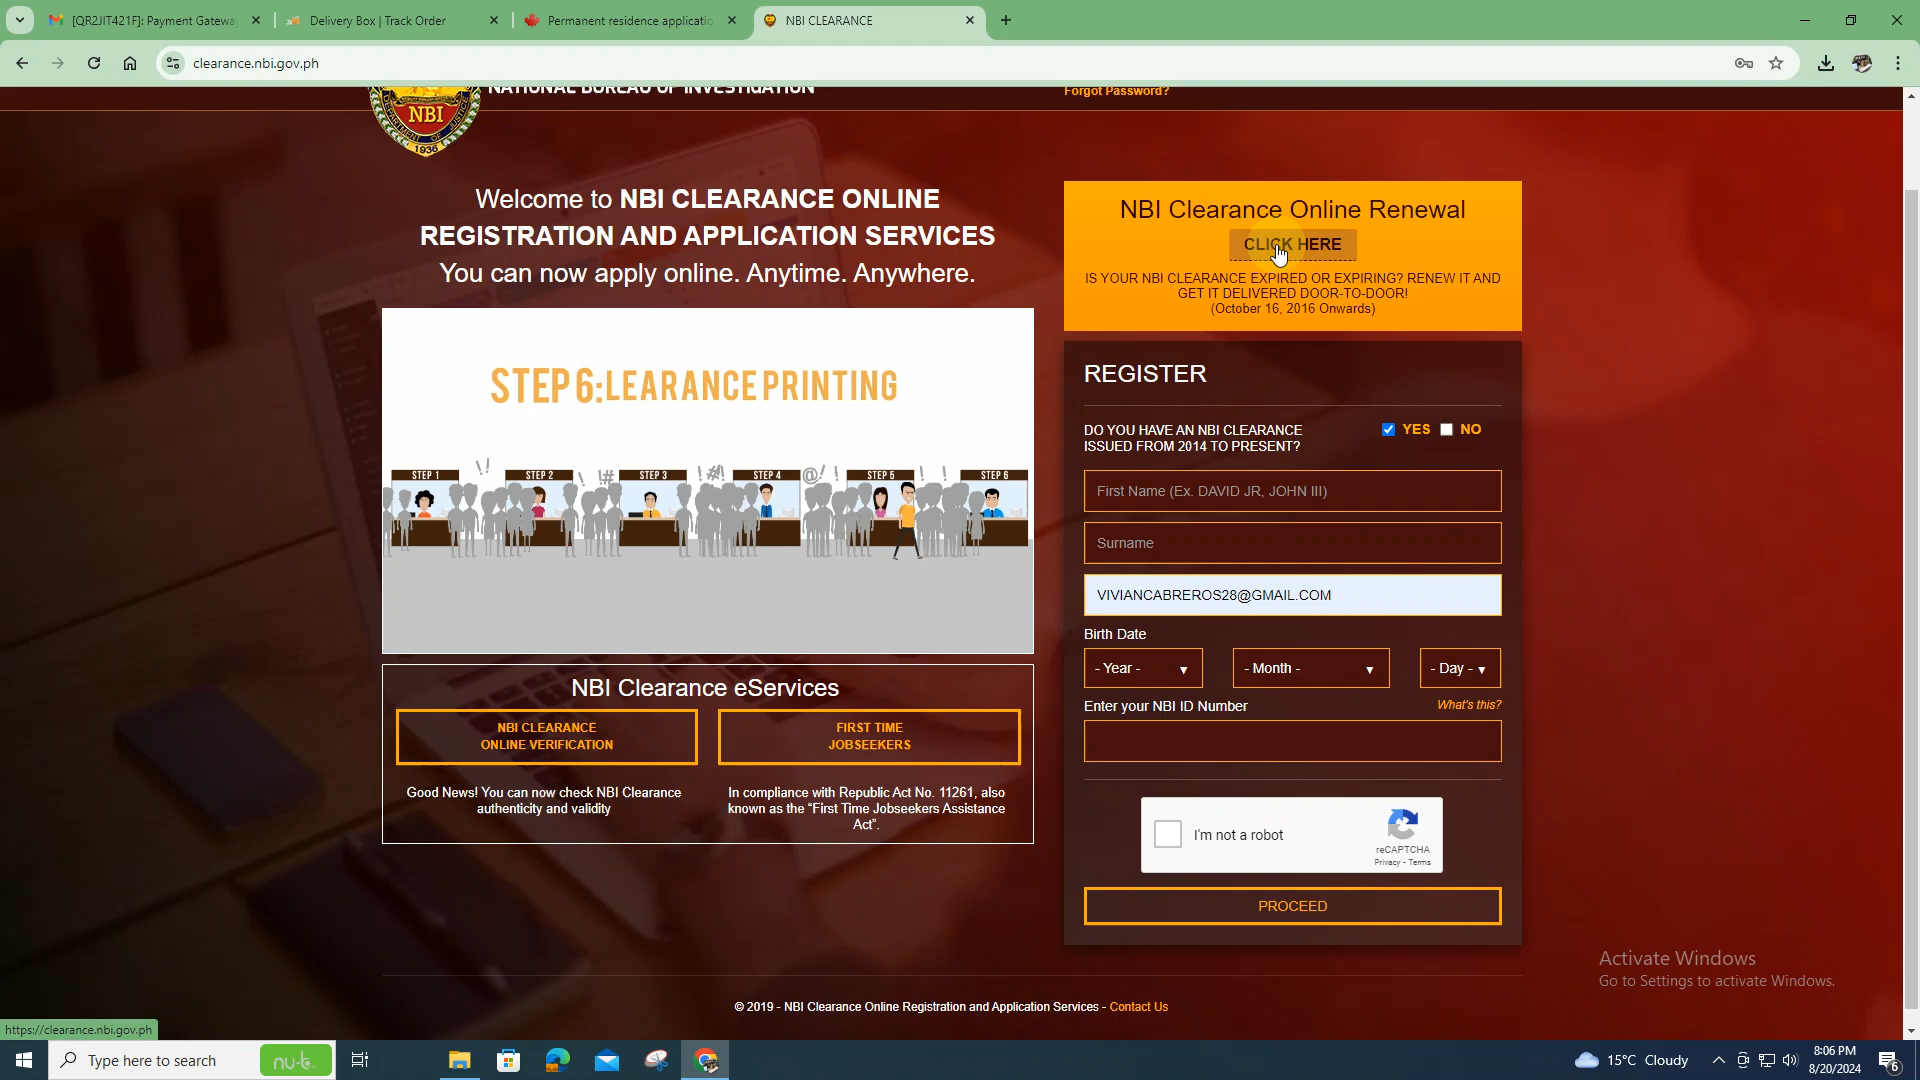 [QR2JIT421F]: Payment Gateway
Delivery Box | Track Order
Permanent residence applicatio
NBI CLEARANCE
clearance.nbi.gov.ph
NATIONAL BUREAU OF INVESTIGATION
Forgot Password?
NBI
DEPARTMENT OF JUSTICE
1936
Welcome to NBI CLEARANCE ONLINE
REGISTRATION AND APPLICATION SERVICES
You can now apply online. Anytime. Anywhere.
NBI Clearance Online Renewal
CLICK HERE
IS YOUR NBI CLEARANCE EXPIRED OR EXPIRING? RENEW IT AND
GET IT DELIVERED DOOR-TO-DOOR!
(October 16, 2016 Onwards)
STEP 6:LEARANCE PRINTING
STEP 1
STEP 2
STEP 3
STEP 4
STEP 5
STEP 6
REGISTER
DO YOU HAVE AN NBI CLEARANCE
ISSUED FROM 2014 TO PRESENT?
YES NO
First Name (Ex. DAVID JR, JOHN III)
Surname
VIVIANCABREROS28@GMAIL.COM
Birth Date
- Year -
- Month -
- Day -
Enter your NBI ID Number
What's this?
I'm not a robot
reCAPTCHA
Privacy - Terms
PROCEED
NBI Clearance eServices
NBI CLEARANCE
ONLINE VERIFICATION
FIRST TIME
JOBSEEKERS
Good News! You can now check NBI Clearance
authenticity and validity
In compliance with Republic Act No. 11261, also
known as the “First Time Jobseekers Assistance
Act”.
Activate Windows
Go to Settings to activate Windows.
© 2019 - NBI Clearance Online Registration and Application Services - Contact Us
https://clearance.nbi.gov.ph
Type here to search
15°C Cloudy
8:06 PM
8/20/2024
6